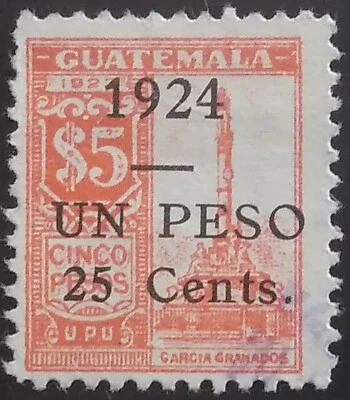 GUATEMALA
192
1924
$5
UN PESO
CINCO
PESOS
25 Cents.
U.P.U.
GARCIA GRANADOS